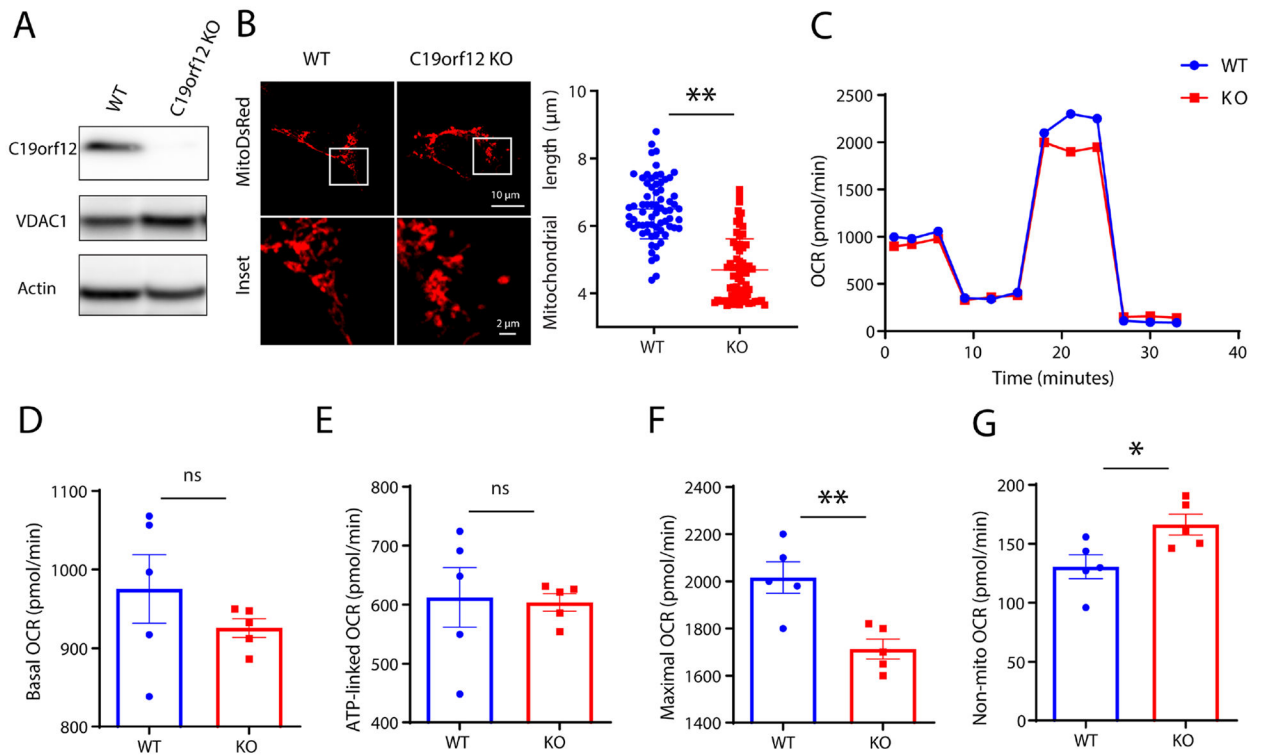 A
WT
C19orf12 KO
C19orf12
VDAC1
Actin
B
WT
C19orf12 KO
MitoDsRed
10 µm
Inset
2 µm
Mitochondrial length (µm)
10
8
6
4
**
WT
KO
C
WT
KO
OCR (pmol/min)
2500
2000
1500
1000
500
0
0 10 20 30 40
Time (minutes)
D
ns
Basal OCR (pmol/min)
1100
1000
900
800
WT
KO
E
ns
ATP-linked OCR (pmol/min)
800
700
600
500
400
WT
KO
F
**
Maximal OCR (pmol/min)
2400
2200
2000
1800
1600
1400
WT
KO
G
*
Non-mito OCR (pmol/min)
200
150
100
50
0
WT
KO